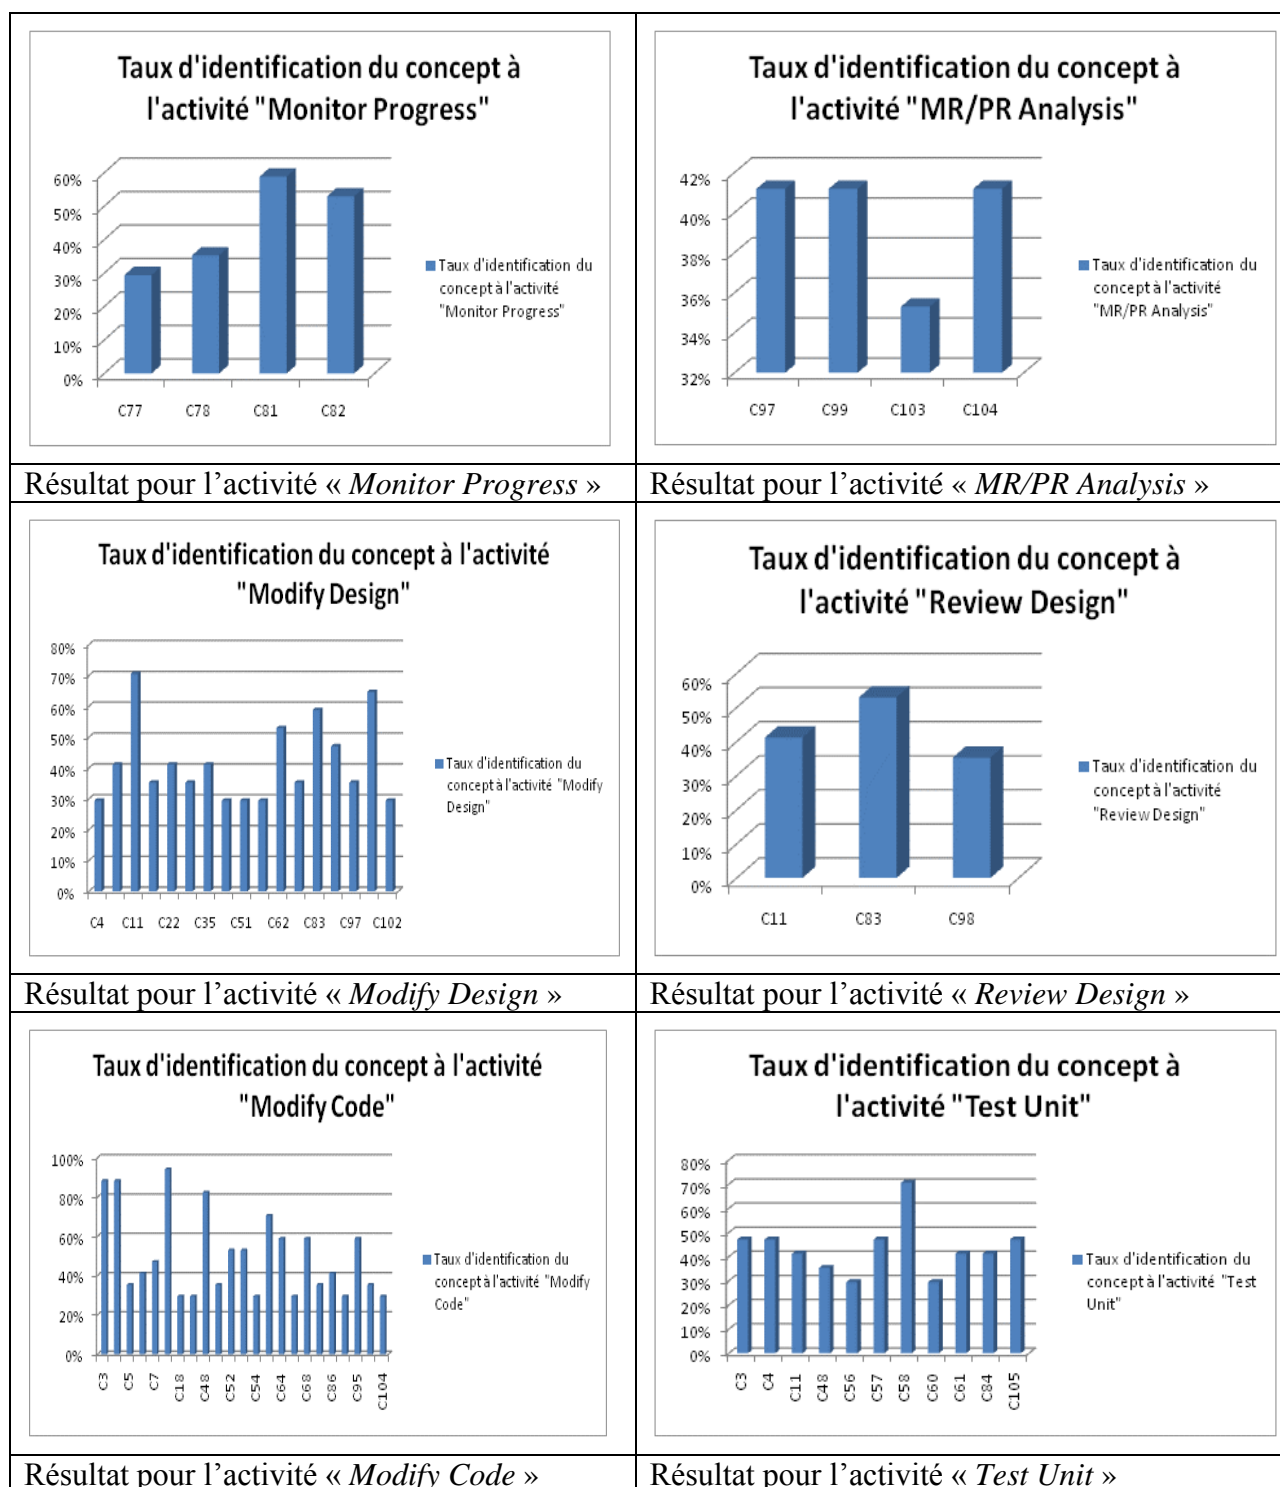 Taux d'identification du concept à
l'activité "Monitor Progress"
60%
50%
40%
30%
20%
10%
0%
C77 C78 C81 C82
Taux d'identification du
concept à l'activité
"Monitor Progress"
Résultat pour l'activité « Monitor Progress »
Taux d'identification du concept à
l'activité "MR/PR Analysis"
42%
40%
38%
36%
34%
32%
C97 C99 C103 C104
Taux d'identification du
concept à l'activité
"MR/PR Analysis"
Résultat pour l'activité « MR/PR Analysis »
Taux d'identification du concept à l'activité
"Modify Design"
80%
70%
60%
50%
40%
30%
20%
10%
0%
C4 C11 C22 C35 C51 C62 C83 C97 C102
Taux d'identification du
concept à l'activité "Modify
Design"
Résultat pour l'activité « Modify Design »
Taux d'identification du concept à
l'activité "Review Design"
60%
50%
40%
30%
20%
10%
0%
C11 C83 C98
Taux d'identification du
concept à l'activité
"Review Design"
Résultat pour l'activité « Review Design »
Taux d'identification du concept à l'activité
"Modify Code"
100%
80%
60%
40%
20%
0%
C3 C5 C7 C18 C48 C52 C54 C64 C68 C86 C95 C104
Taux d'identification du
concept à l'activité "Modify
Code"
Résultat pour l'activité « Modify Code »
Taux d'identification du concept à
l'activité "Test Unit"
80%
70%
60%
50%
40%
30%
20%
10%
0%
C3 C4 C11 C48 C56 C57 C58 C60 C61 C84 C105
Taux d'identification du
concept à l'activité "Test
Unit"
Résultat pour l'activité « Test Unit »